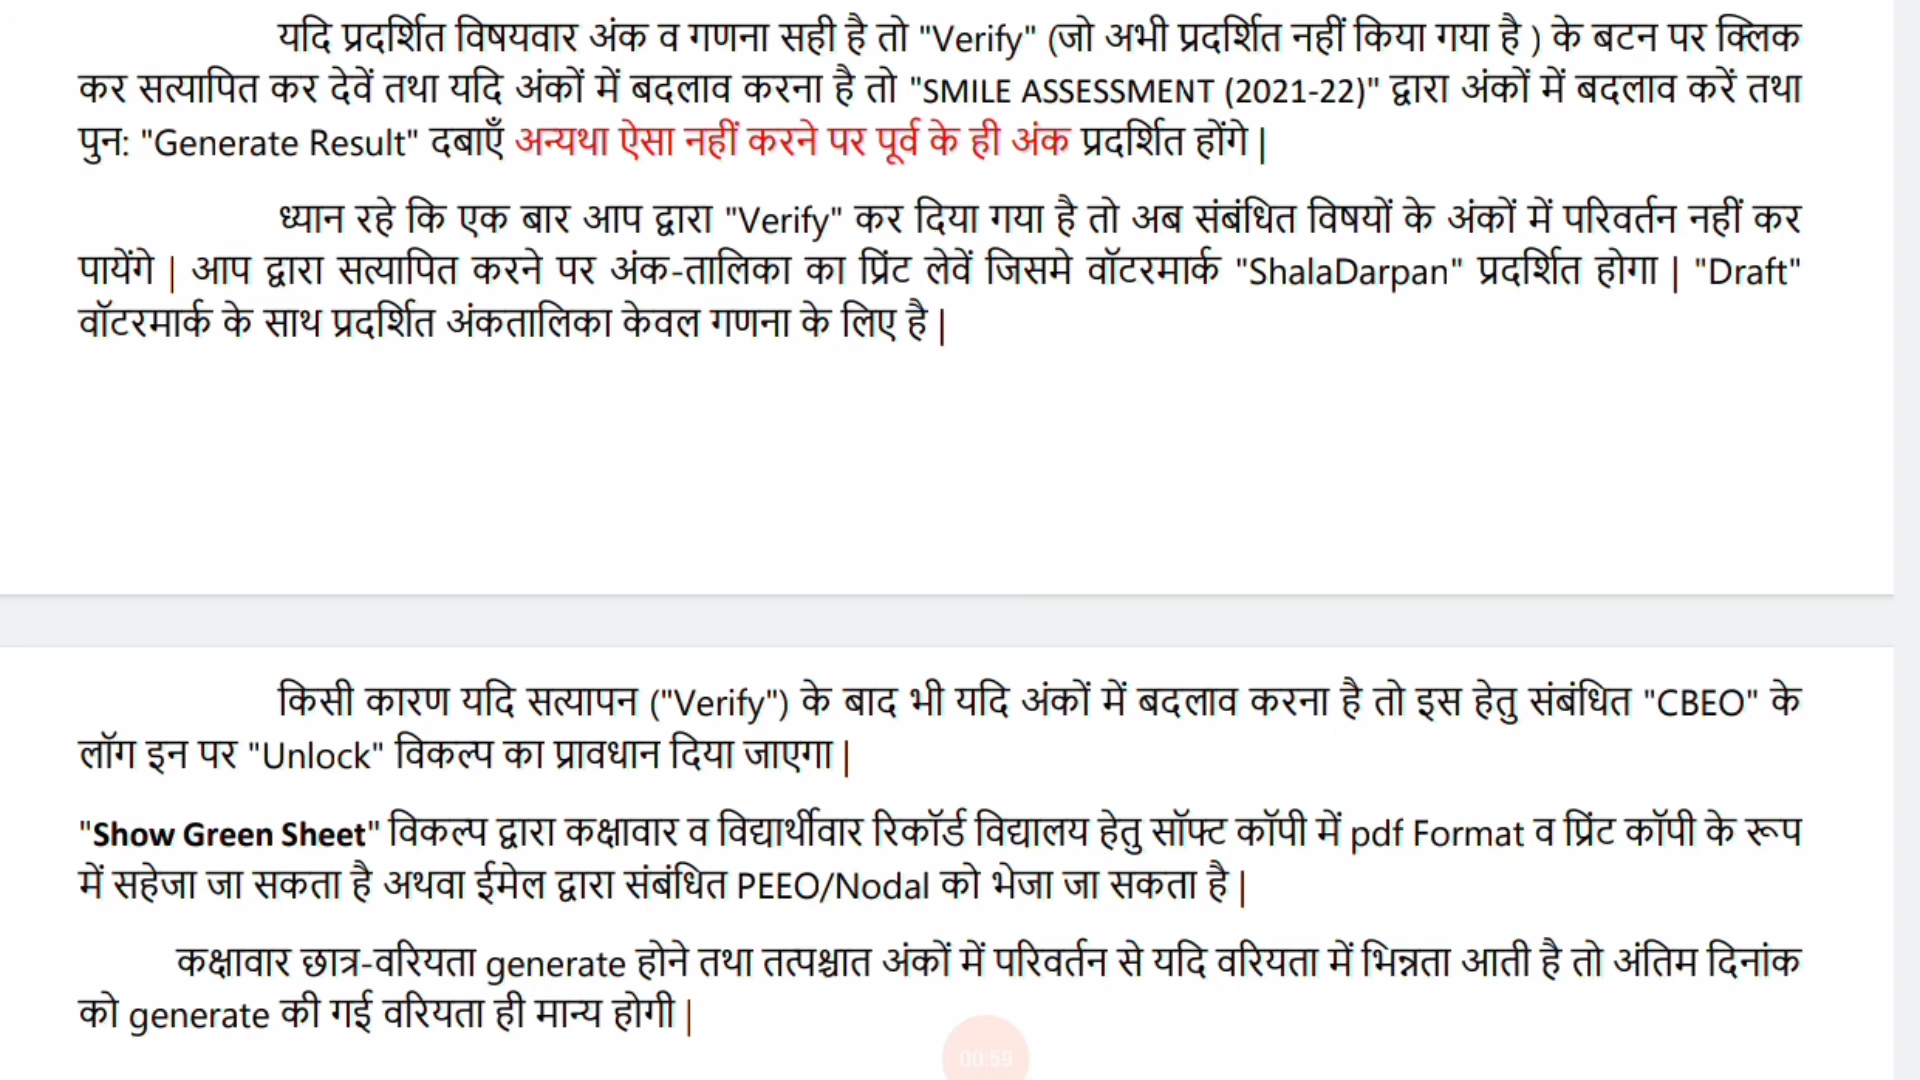 यदि प्रदर्शित विषयवार अंक व गणना सही है तो "Verify" (जो अभी प्रदर्शित नहीं किया गया है ) के बटन पर क्लिक
कर सत्यापित कर देवें तथा यदि अंकों में बदलाव करना है तो "SMILE ASSESSMENT (2021-22)" द्वारा अंकों में बदलाव करें तथा
पुन: "Generate Result" दबाएँ अन्यथा ऐसा नहीं करने पर पूर्व के ही अंक प्रदर्शित होंगे |
ध्यान रहे कि एक बार आप द्वारा "Verify" कर दिया गया है तो अब संबंधित विषयों के अंकों में परिवर्तन नहीं कर
पायेंगे | आप द्वारा सत्यापित करने पर अंक-तालिका का प्रिंट लेवें जिसमे वॉटरमार्क "ShalaDarpan" प्रदर्शित होगा | "Draft"
वॉटरमार्क के साथ प्रदर्शित अंकतालिका केवल गणना के लिए है |
किसी कारण यदि सत्यापन ("Verify") के बाद भी यदि अंकों में बदलाव करना है तो इस हेतु संबंधित "CBEO" के
लॉग इन पर "Unlock" विकल्प का प्रावधान दिया जाएगा |
"Show Green Sheet" विकल्प द्वारा कक्षावार व विद्यार्थीवार रिकॉर्ड विद्यालय हेतु सॉफ्ट कॉपी में pdf Format व प्रिंट कॉपी के रूप
में सहेजा जा सकता है अथवा ईमेल द्वारा संबंधित PEEO/Nodal को भेजा जा सकता है |
कक्षावार छात्र-वरियता generate होने तथा तत्पश्चात अंकों में परिवर्तन से यदि वरियता में भिन्नता आती है तो अंतिम दिनांक
को generate की गई वरियता ही मान्य होगी |
00:59